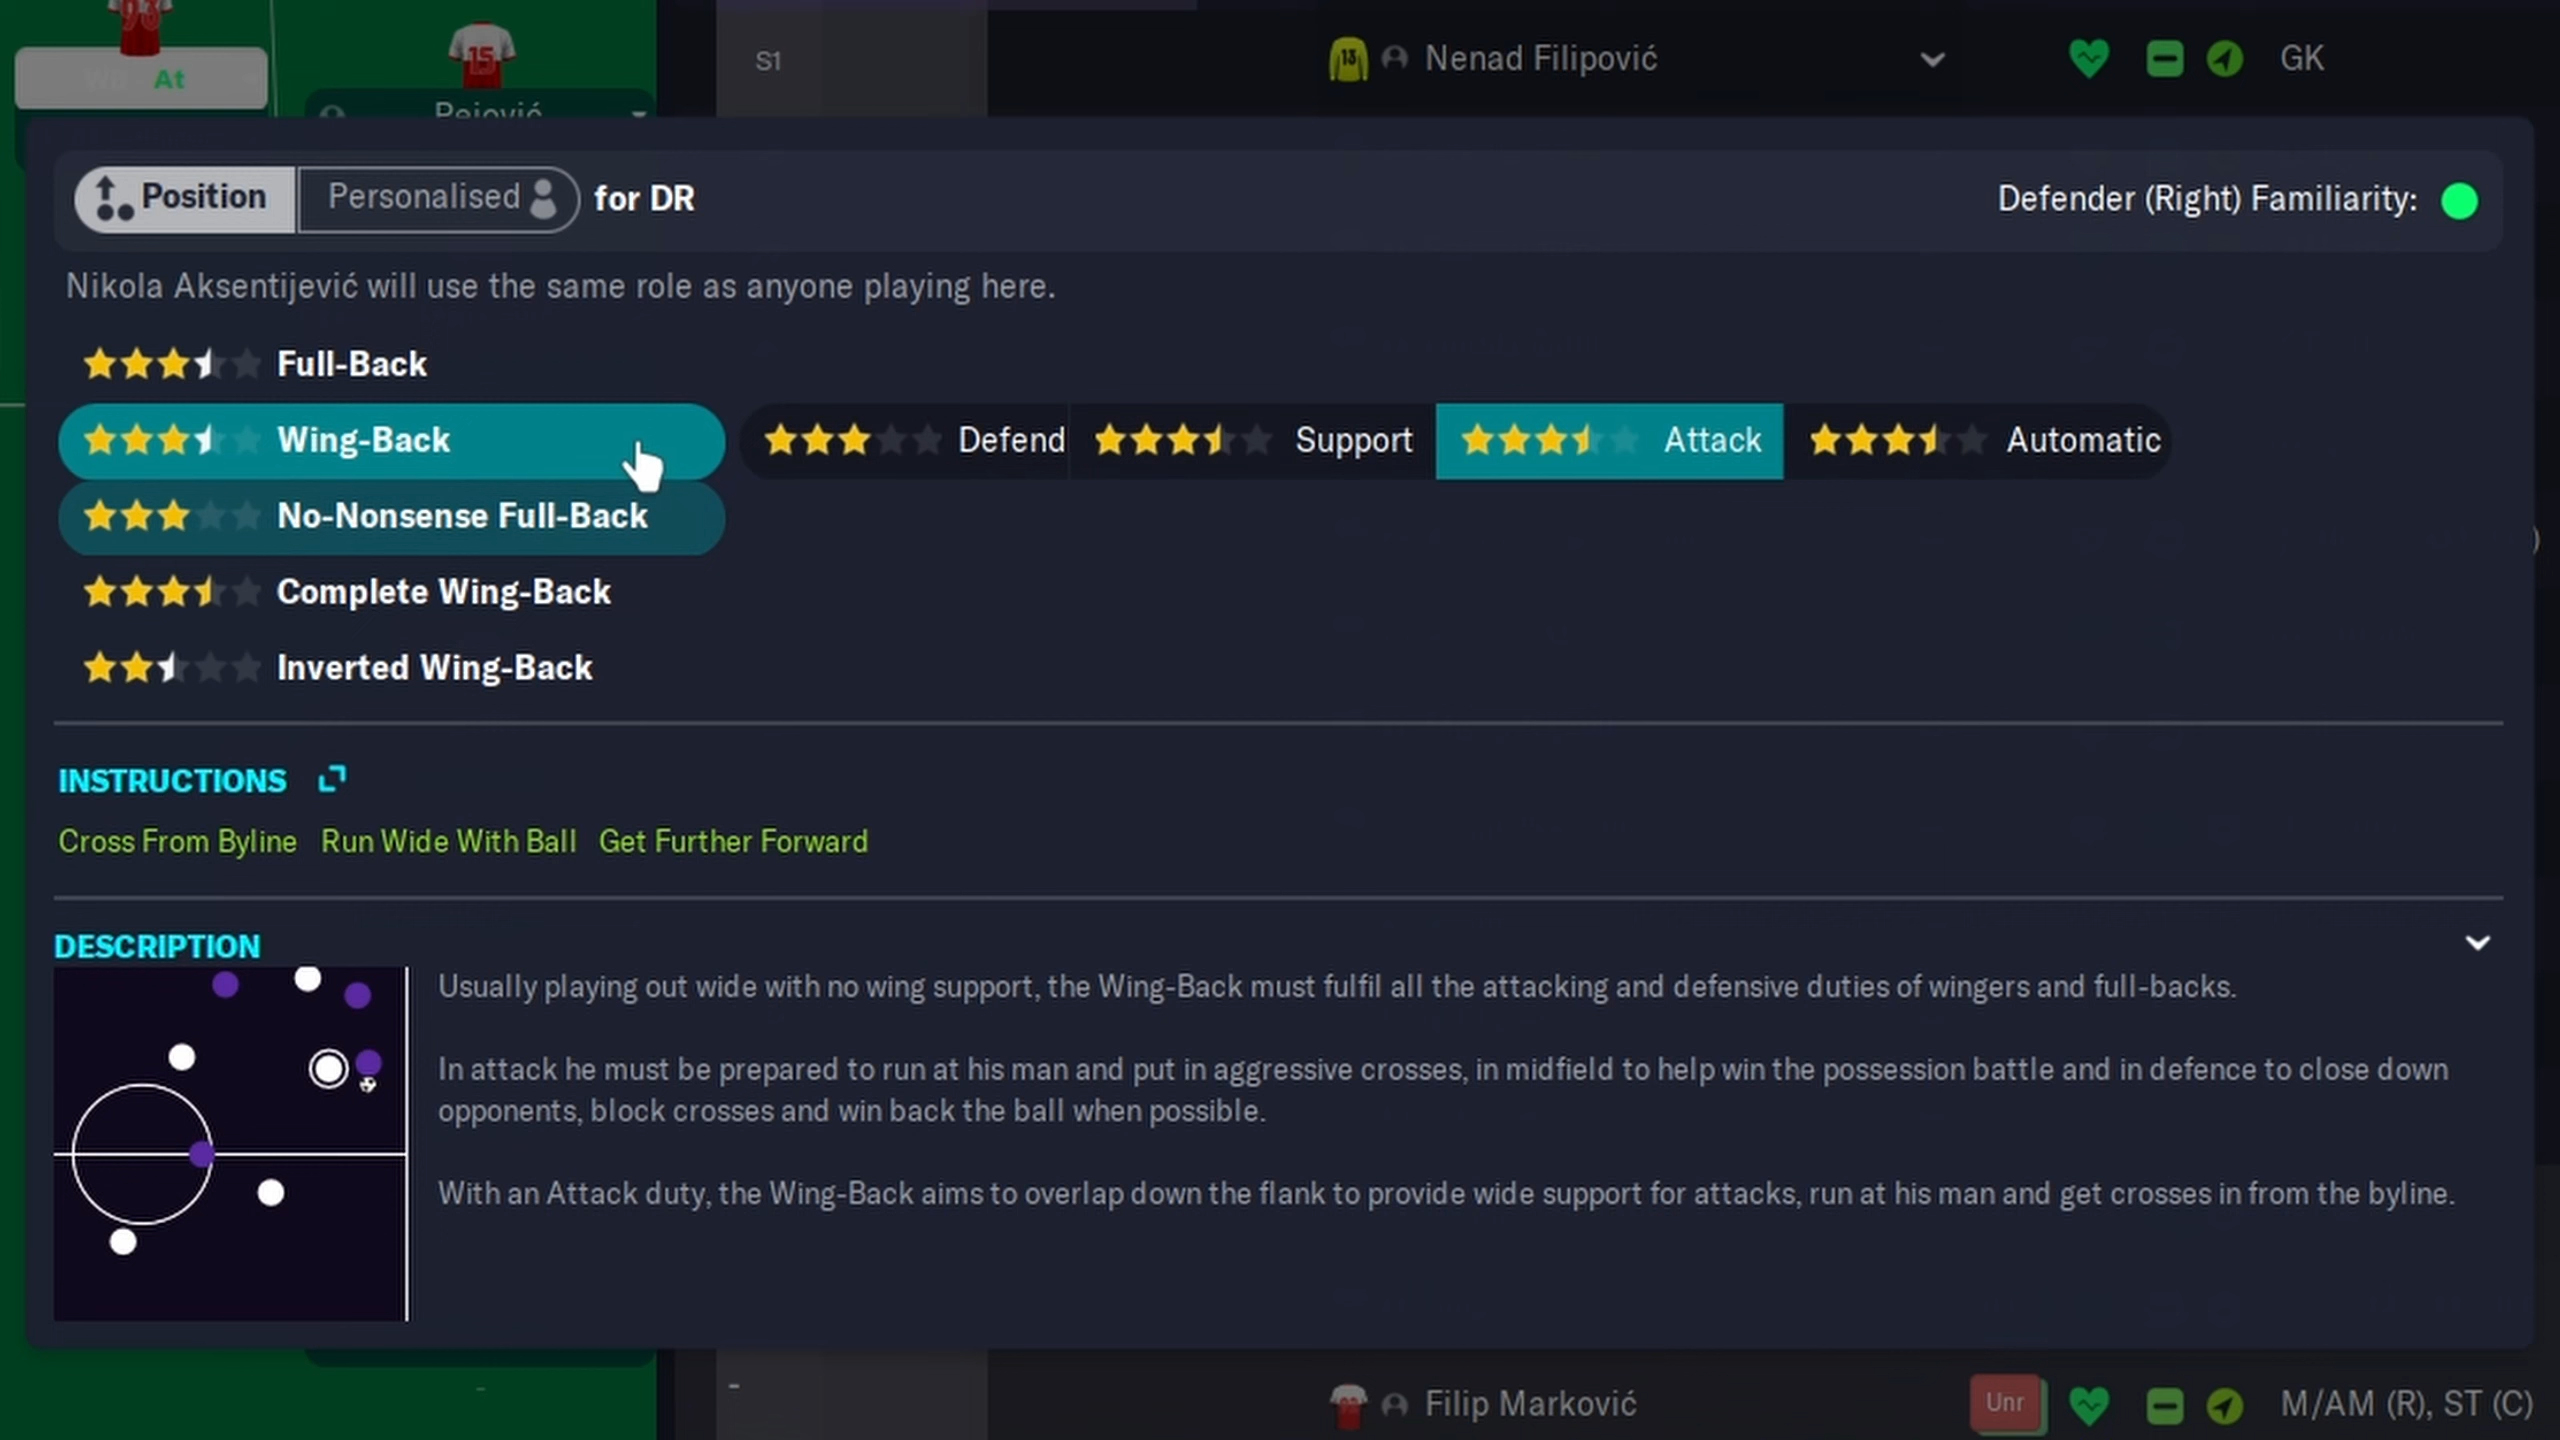 93
15
S1
13
Nenad Filipović
GK
At
Pejović
Position
Personalised
for DR
Defender (Right) Familiarity:
Nikola Aksentijević will use the same role as anyone playing here.
Full-Back
Wing-Back
Defend
Support
Attack
Automatic
No-Nonsense Full-Back
Complete Wing-Back
Inverted Wing-Back
INSTRUCTIONS
Cross From Byline Run Wide With Ball Get Further Forward
DESCRIPTION
Usually playing out wide with no wing support, the Wing-Back must fulfil all the attacking and defensive duties of wingers and full-backs.
In attack he must be prepared to run at his man and put in aggressive crosses, in midfield to help win the possession battle and in defence to close down
opponents, block crosses and win back the ball when possible.
With an Attack duty, the Wing-Back aims to overlap down the flank to provide wide support for attacks, run at his man and get crosses in from the byline.
-
-
Filip Marković
Unr
M/AM (R), ST (C)